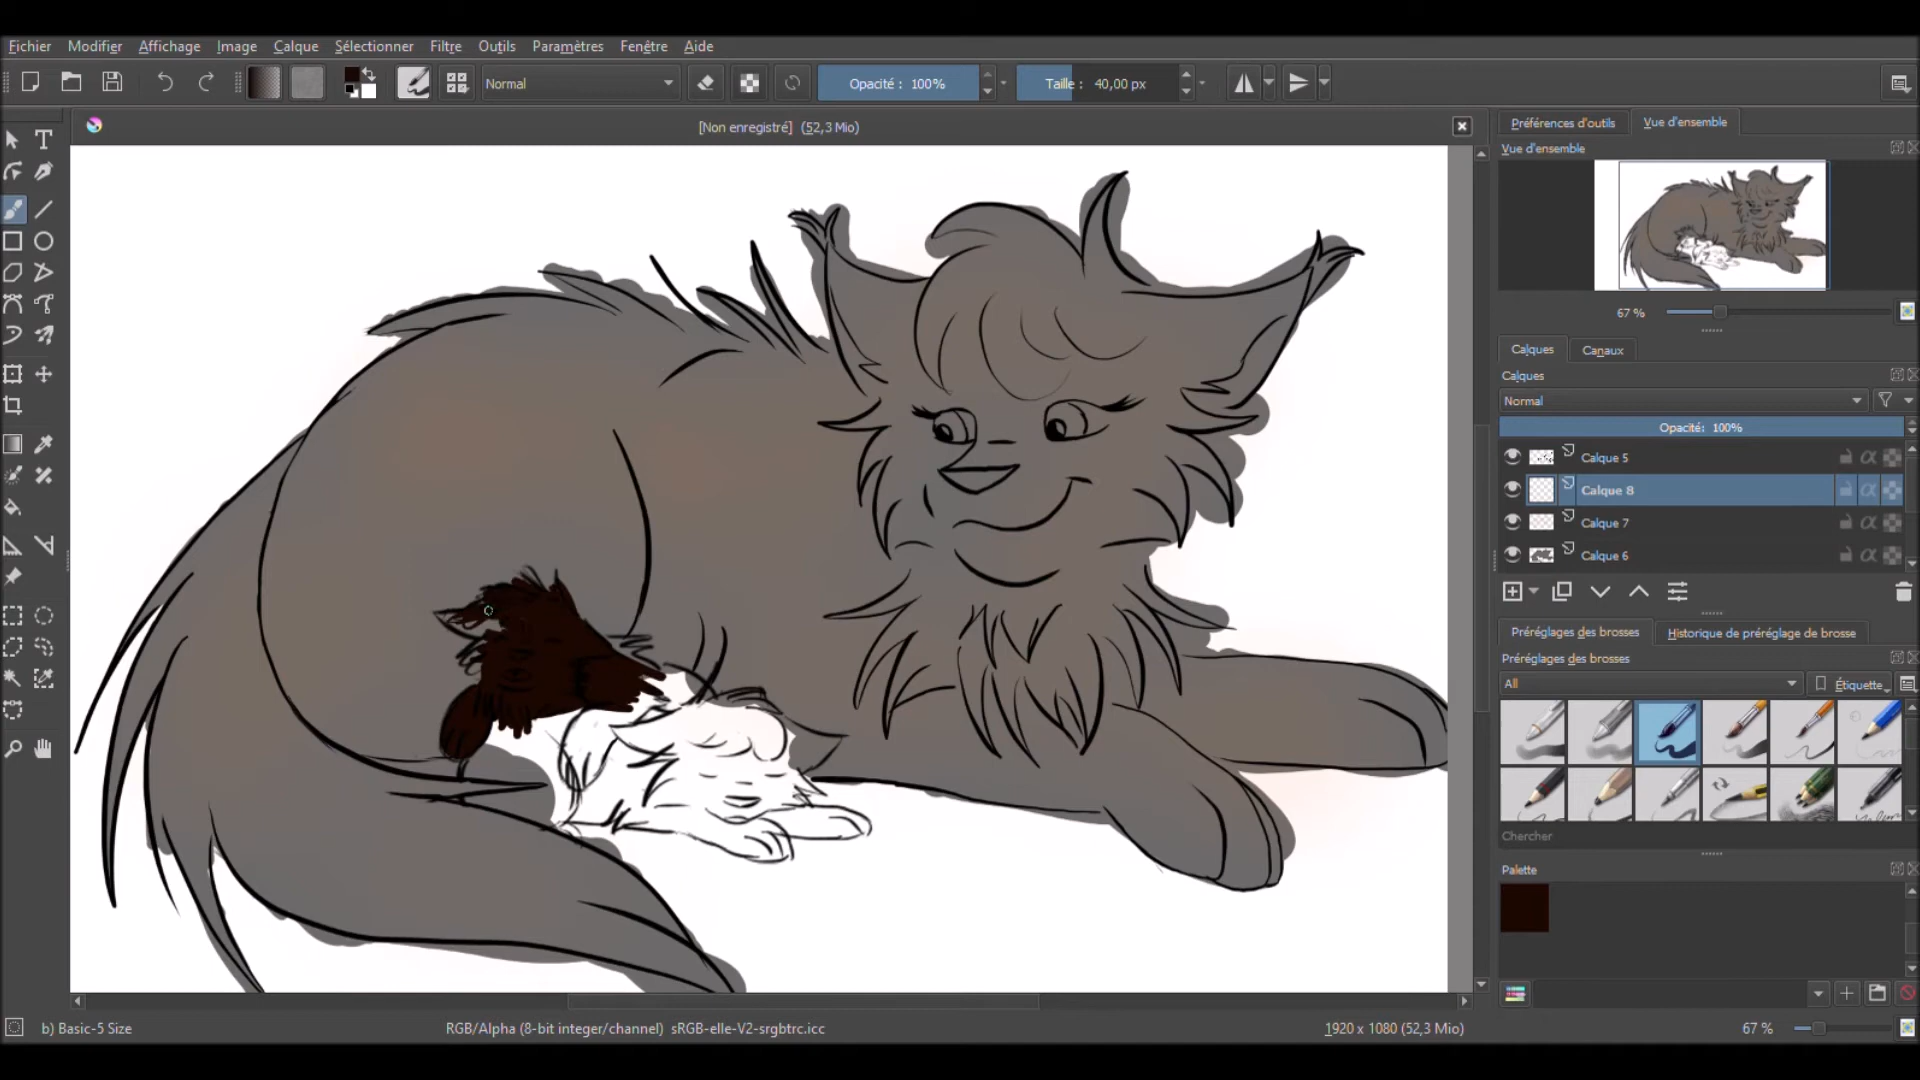 Fichier Modifier Affichage Image Calque Sélectionner Filtre Outils Paramètres Fenêtre Aide
Normal Opacité : 100% Taille : 40,00 px
[Non enregistré] (52,3 Mio)
Préférences d'outils Vue d'ensemble
Vue d'ensemble
67 %
Calques Canaux
Calques
Normal
Opacité: 100%
Calque 5
Calque 8
Calque 7
Calque 6
Préréglages des brosses Historique de préréglage de brosse
Préréglages des brosses
All Étiquette
Chercher
Palette
b) Basic-5 Size RGB/Alpha (8-bit integer/channel) sRGB-elle-V2-srgbtrc.icc 1920 x 1080 (52,3 Mio) 67 %